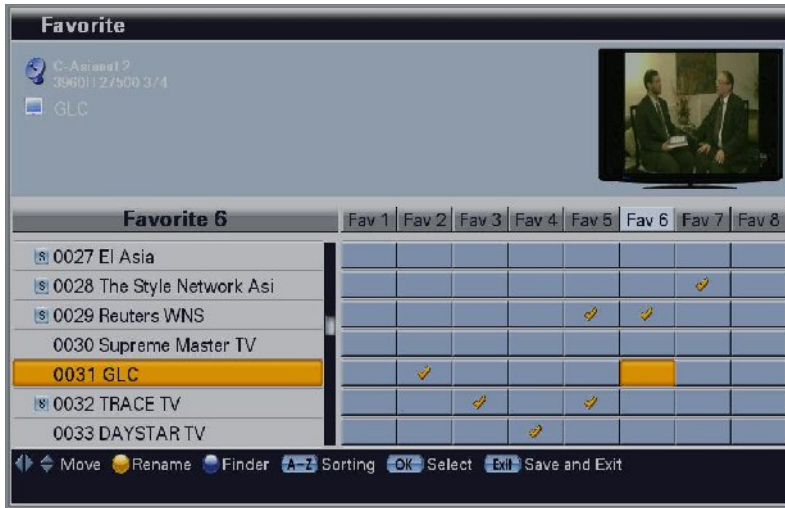 Favorite
C-Asiasat 2
3960H 27500 3/4
GLC
Favorite 6 Fav 1 Fav 2 Fav 3 Fav 4 Fav 5 Fav 6 Fav 7 Fav 8
S 0027 E! Asia
S 0028 The Style Network Asi
S 0029 Reuters WNS
0030 Supreme Master TV
0031 GLC
S 0032 TRACE TV
0033 DAYSTAR TV
Move Rename Finder A-Z Sorting OK Select Exit Save and Exit